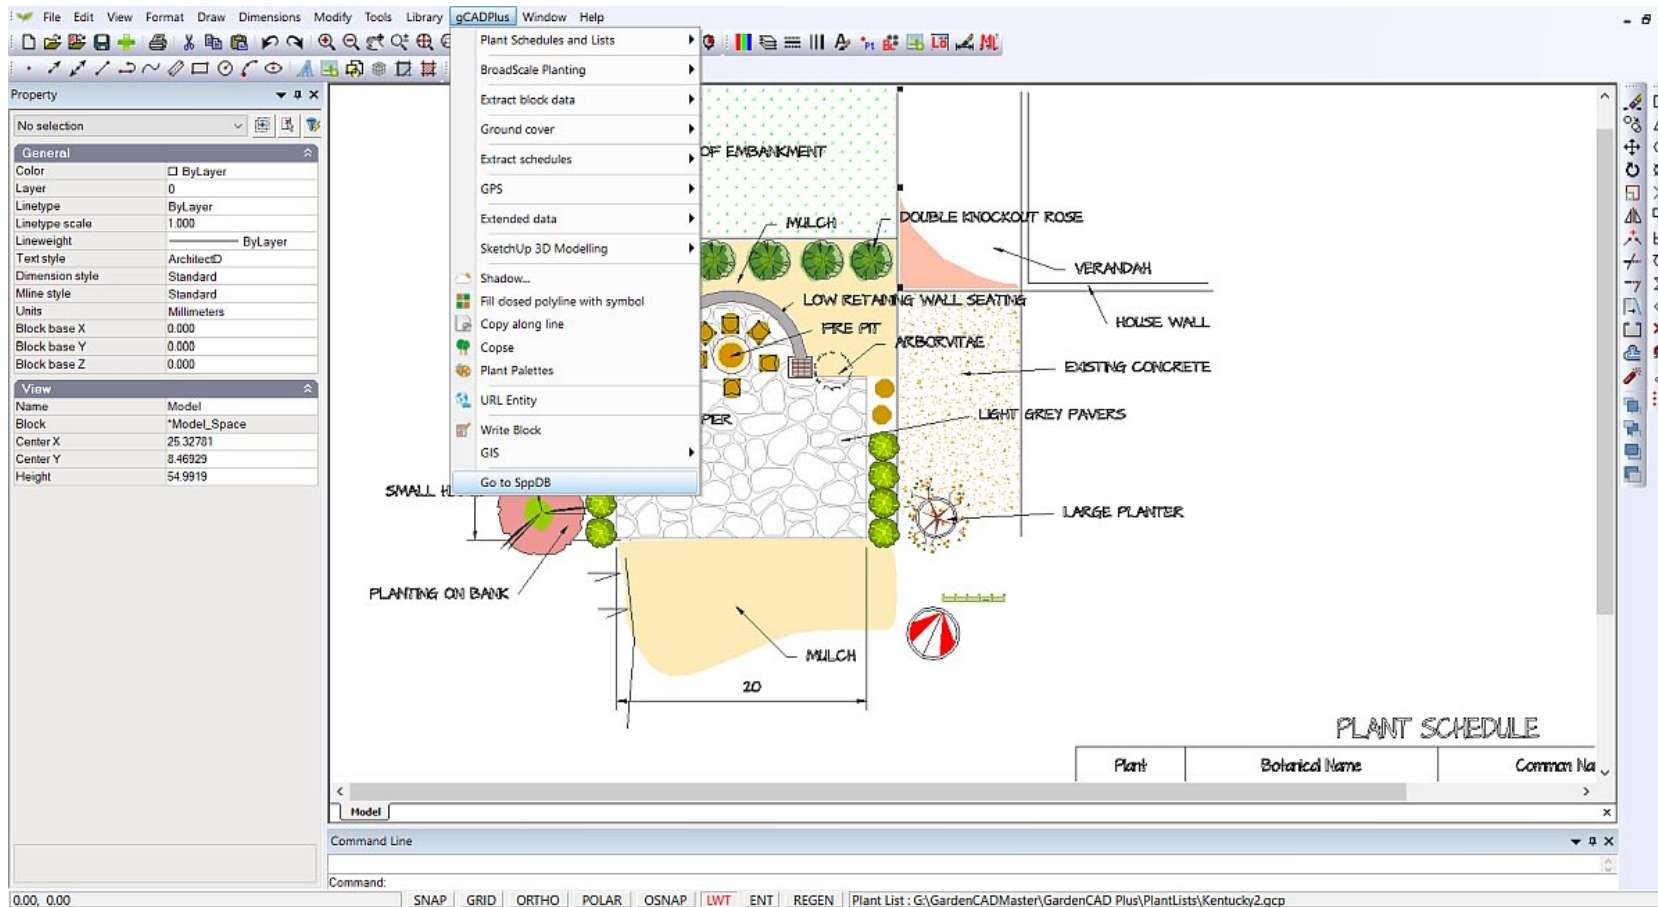 File Edit View Format Draw Dimensions Modify Tools Library gCADPlus Window Help
Property
No selection
General
Color ByLayer
Layer 0
Linetype ByLayer
Linetype scale 1.000
Lineweight ByLayer
Text style ArchitectD
Dimension style Standard
Mline style Standard
Units Millimeters
Block base X 0.000
Block base Y 0.000
Block base Z 0.000
View
Name Model
Block *Model_Space
Center X 25.32781
Center Y 8.46929
Height 54.9919
Plant Schedules and Lists
BroadScale Planting
Extract block data
Ground cover
Extract schedules
GPS
Extended data
SketchUp 3D Modelling
Shadow...
Fill closed polyline with symbol
Copy along line
Copse
Plant Palettes
URL Entity
Write Block
GIS
Go to SppDB
OF EMBANKMENT
MULCH
DOUBLE KNOCKOUT ROSE
VERANDAH
LOW RETAINING WALL SEATING
HOUSE WALL
FIRE PIT
ARBORVITAE
EXISTING CONCRETE
LIGHT GREY PAVERS
SMALL
LARGE PLANTER
PLANTING ON BANK
MULCH
20
PLANT SCHEDULE
Plant Botanical Name Common Na
Model
Command Line
Command:
0.00, 0.00 SNAP GRID ORTHO POLAR OSNAP LWT ENT REGEN Plant List : G:\GardenCADMaster\GardenCAD Plus\PlantLists\Kentucky2.gcp